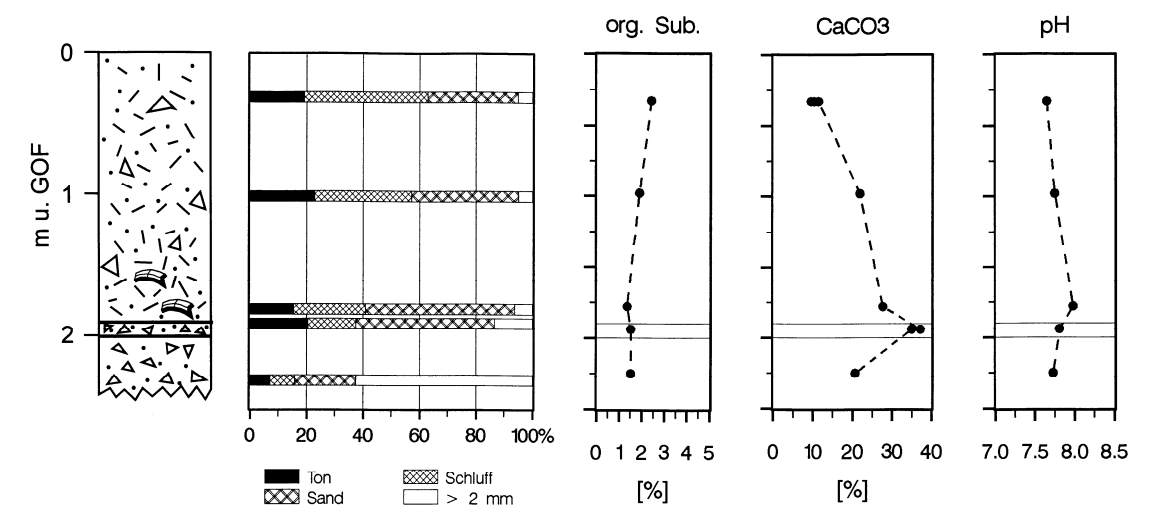 org. Sub.
CaCO3
pH
0
1
2
m u. GOF
0 20 40 60 80 100%
0 1 2 3 4 5
0 10 20 30 40
7.0 7.5 8.0 8.5
[%]
[%]
Ton
Schluff
Sand
> 2 mm